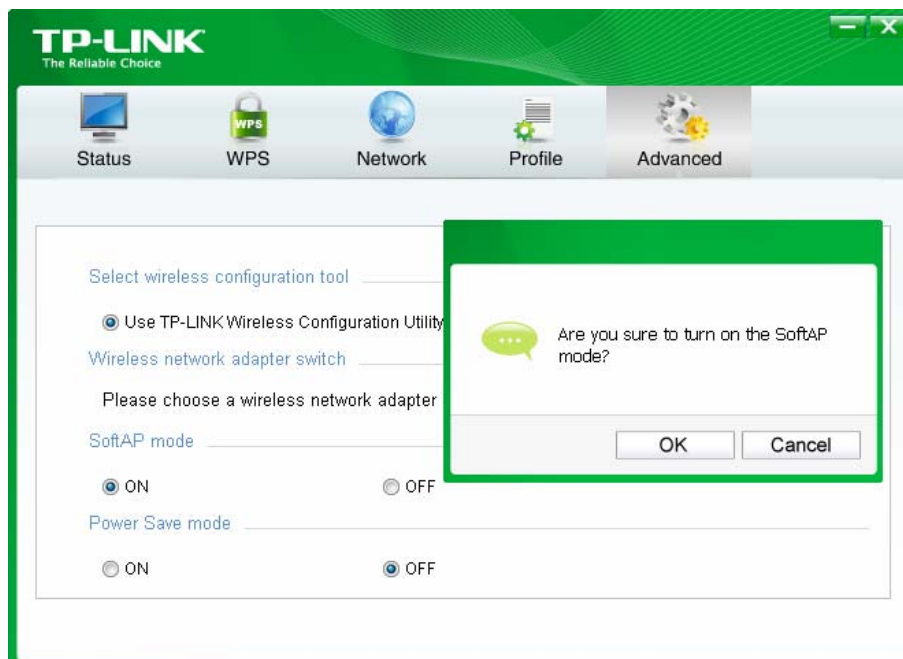 TP-LINK
The Reliable Choice
WPS
Status
WPS
Network
Profile
Advanced
Select wireless configuration tool
Use TP-LINK Wireless Configuration Utility
Wireless network adapter switch
Please choose a wireless network adapter
SoftAP mode
ON
OFF
Power Save mode
ON
OFF
Are you sure to turn on the SoftAP
mode?
OK
Cancel